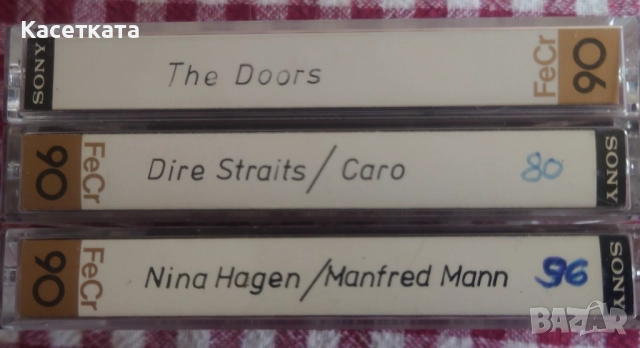 Касетката
SONY The Doors FeCr 90
90 FeCr Dire Straits / Caro 80 SONY
90 FeCr Nina Hagen / Manfred Mann 96 SONY
BAZAR